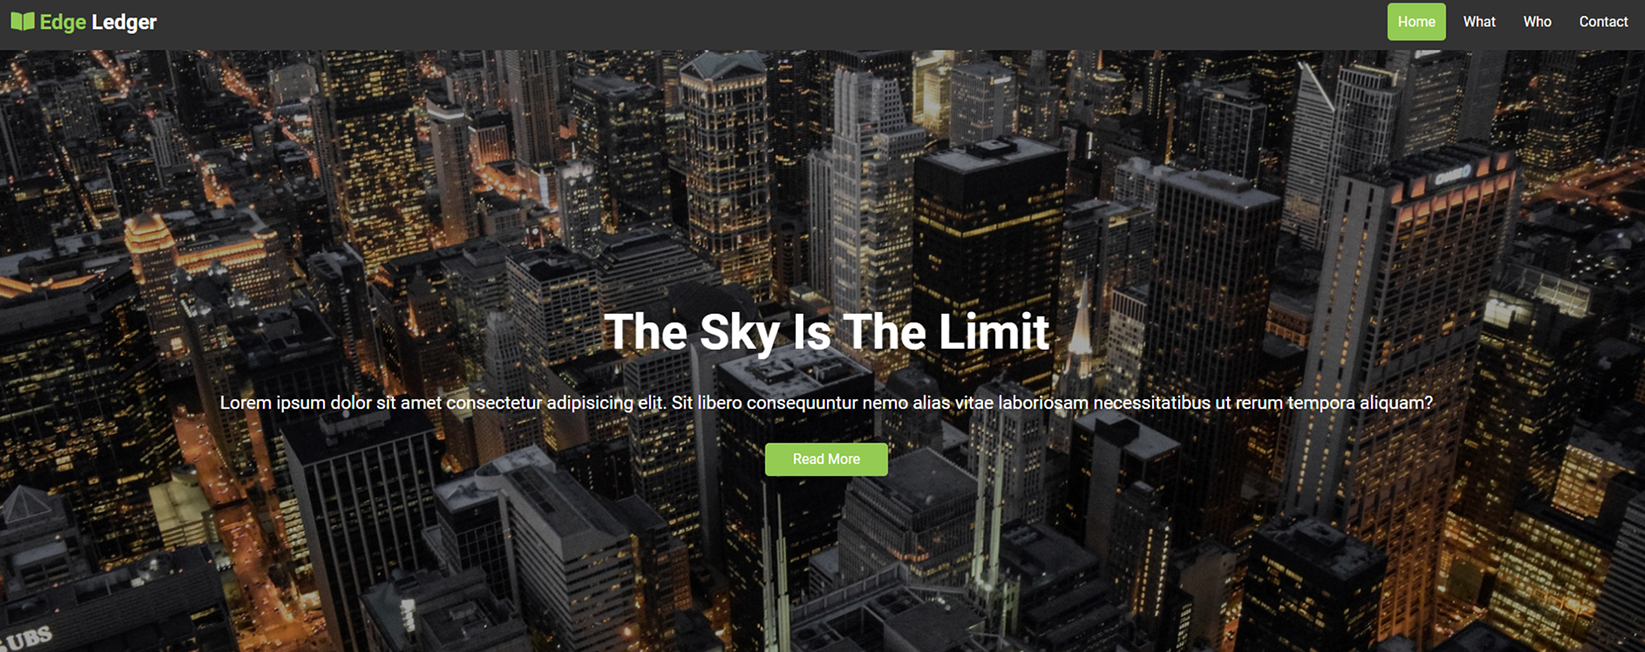 Edge Ledger
Home What Who Contact
The Sky Is The Limit
Lorem ipsum dolor sit amet consectetur adipisicing elit. Sit libero consequuntur nemo alias vitae laboriosam necessitatibus ut rerum tempora aliquam?
Read More
CHASE
UBS